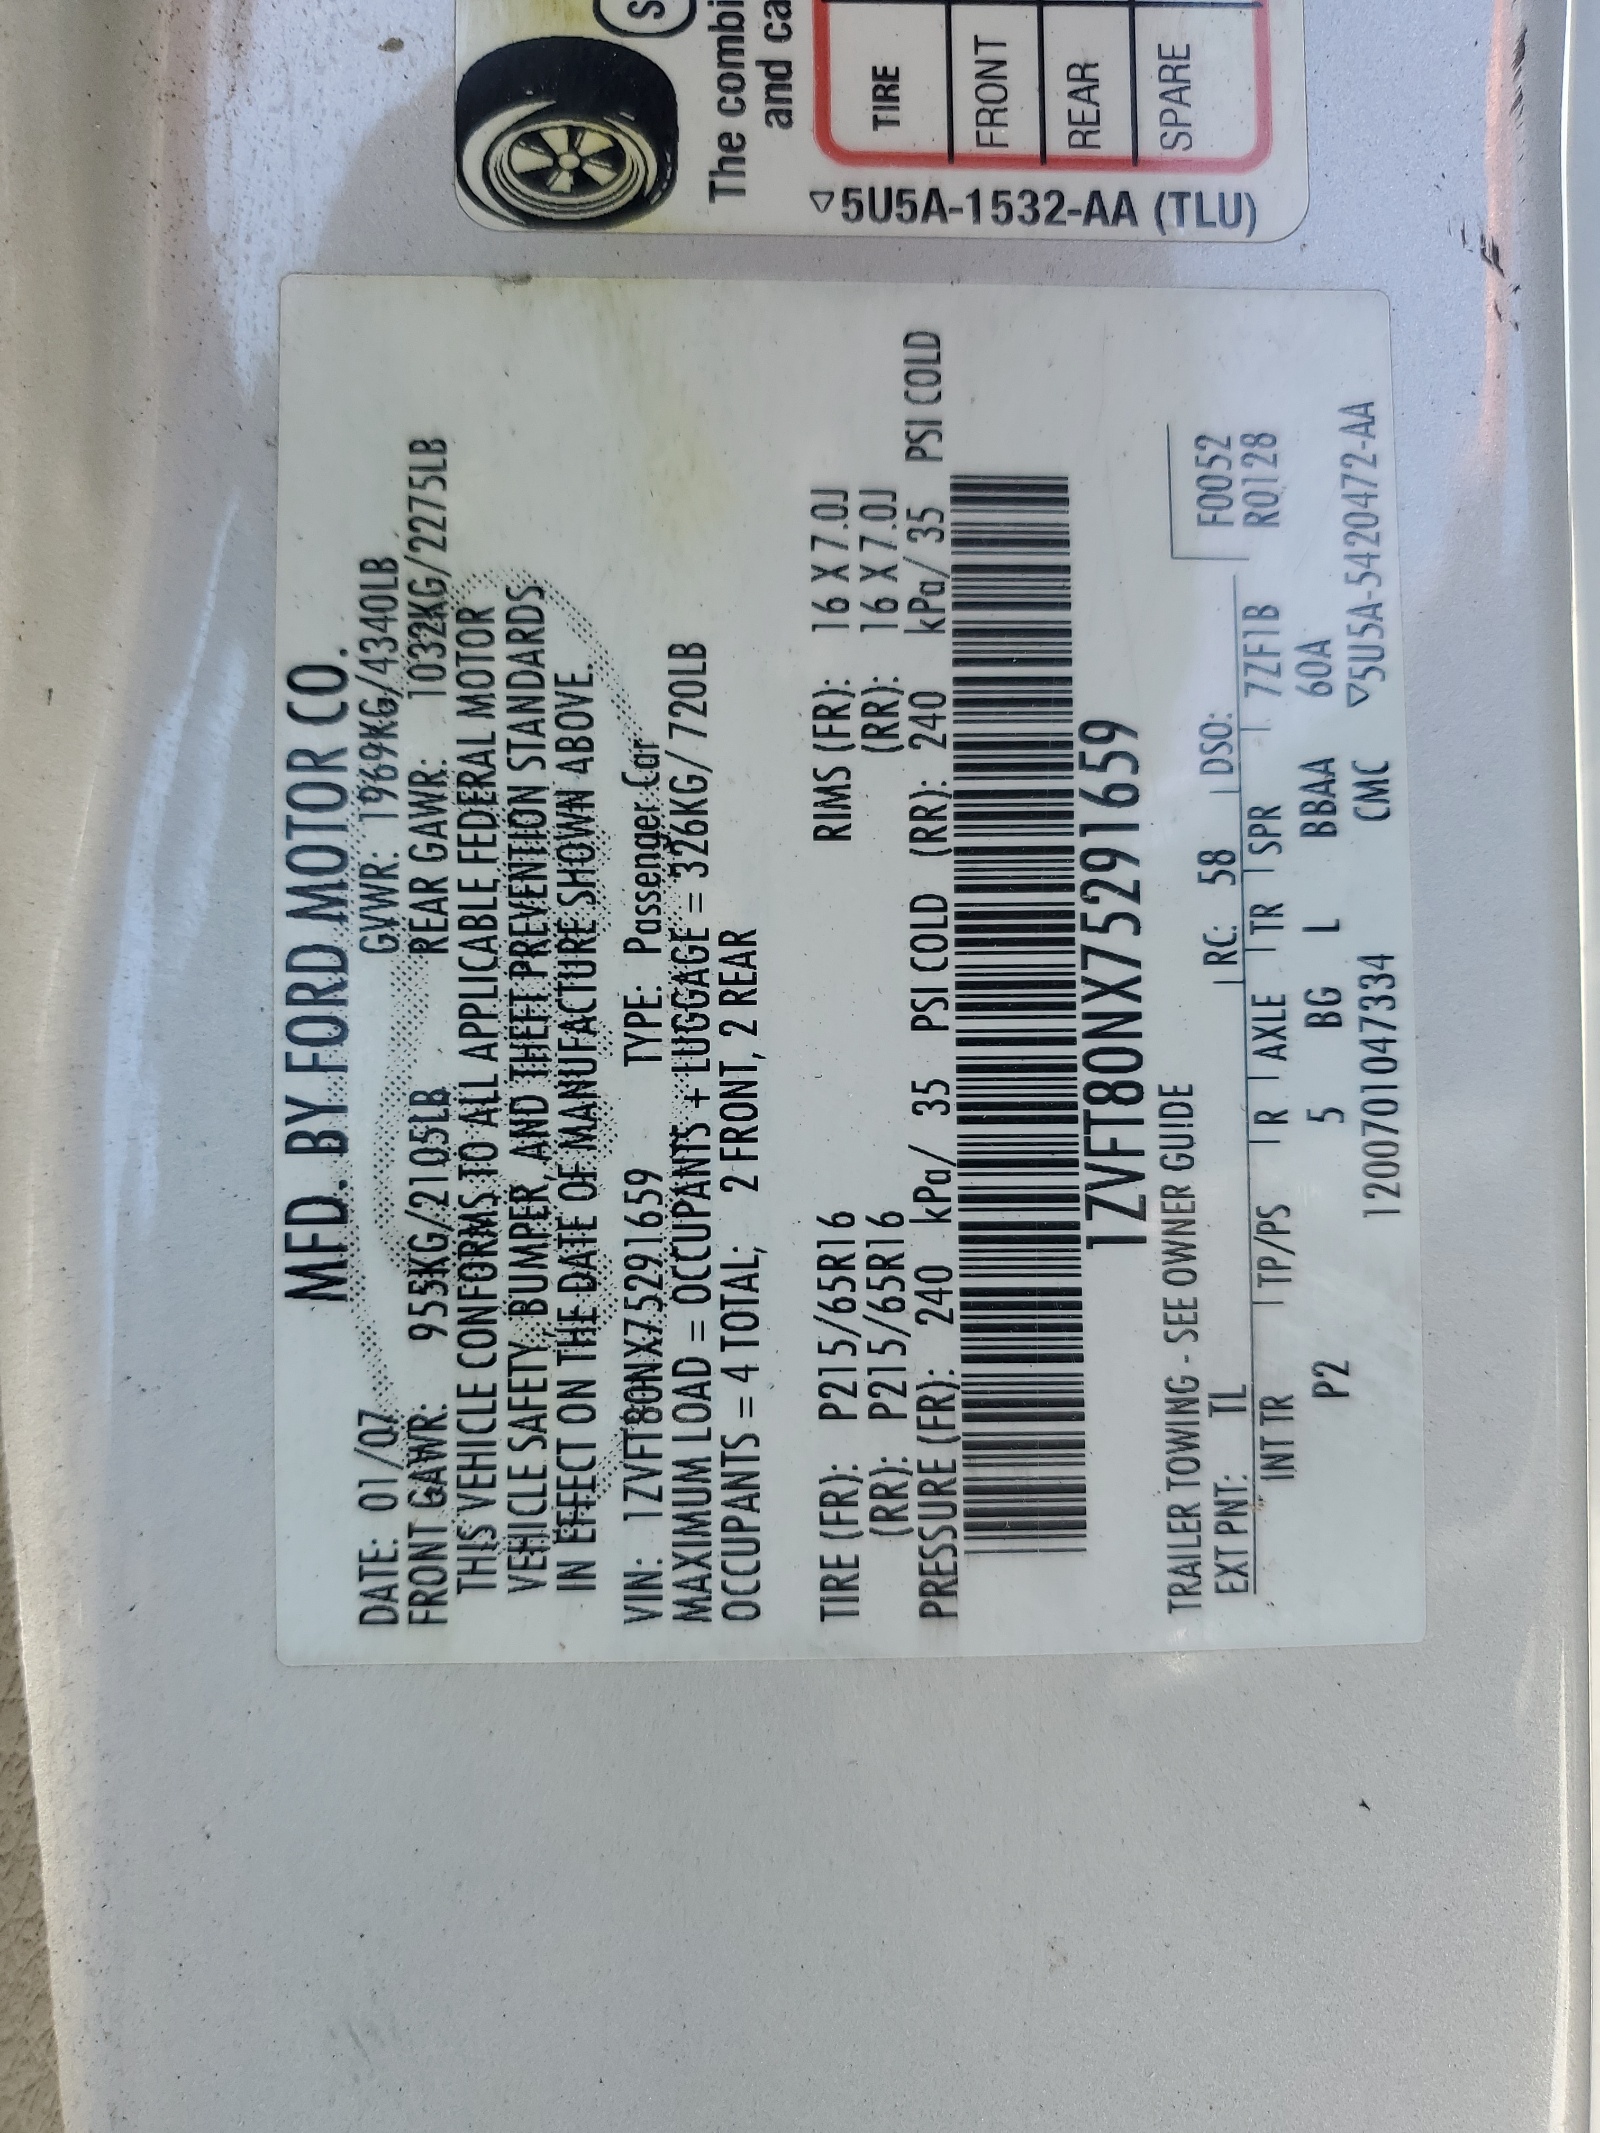 MFD. BY FORD MOTOR CO.
DATE: 01/07 GVWR: 1969KG/4340LB
FRONT GAWR: 955KG/2105LB REAR GAWR: 1032KG/2275LB
THIS VEHICLE CONFORMS TO ALL APPLICABLE FEDERAL MOTOR
VEHICLE SAFETY, BUMPER, AND THEFT PREVENTION STANDARDS
IN EFFECT ON THE DATE OF MANUFACTURE SHOWN ABOVE.
VIN: 1ZVFT80NX75291659 TYPE: Passenger Car
MAXIMUM LOAD = OCCUPANTS + LUGGAGE = 326KG/720LB
OCCUPANTS = 4 TOTAL; 2 FRONT, 2 REAR
TIRE (FR): P215/65R16 RIMS (FR): 16 X 7.0J
(RR): P215/65R16 (RR): 16 X 7.0J
PRESSURE (FR): 240 kPa/ 35 PSI COLD (RR): 240 kPa/ 35 PSI COLD
1ZVFT80NX75291659
TRAILER TOWING - SEE OWNER GUIDE
EXT PNT: TL RC: 58 DSO: F0052
INT TR TP/PS R AXLE TR SPR 7ZF1B R0128
P2 5 BG L BBAA 60A
1200701047334 CMC ▽5U5A-5420472-AA
S
The combi
and ca
TIRE
FRONT
REAR
SPARE
▽5U5A-1532-AA (TLU)